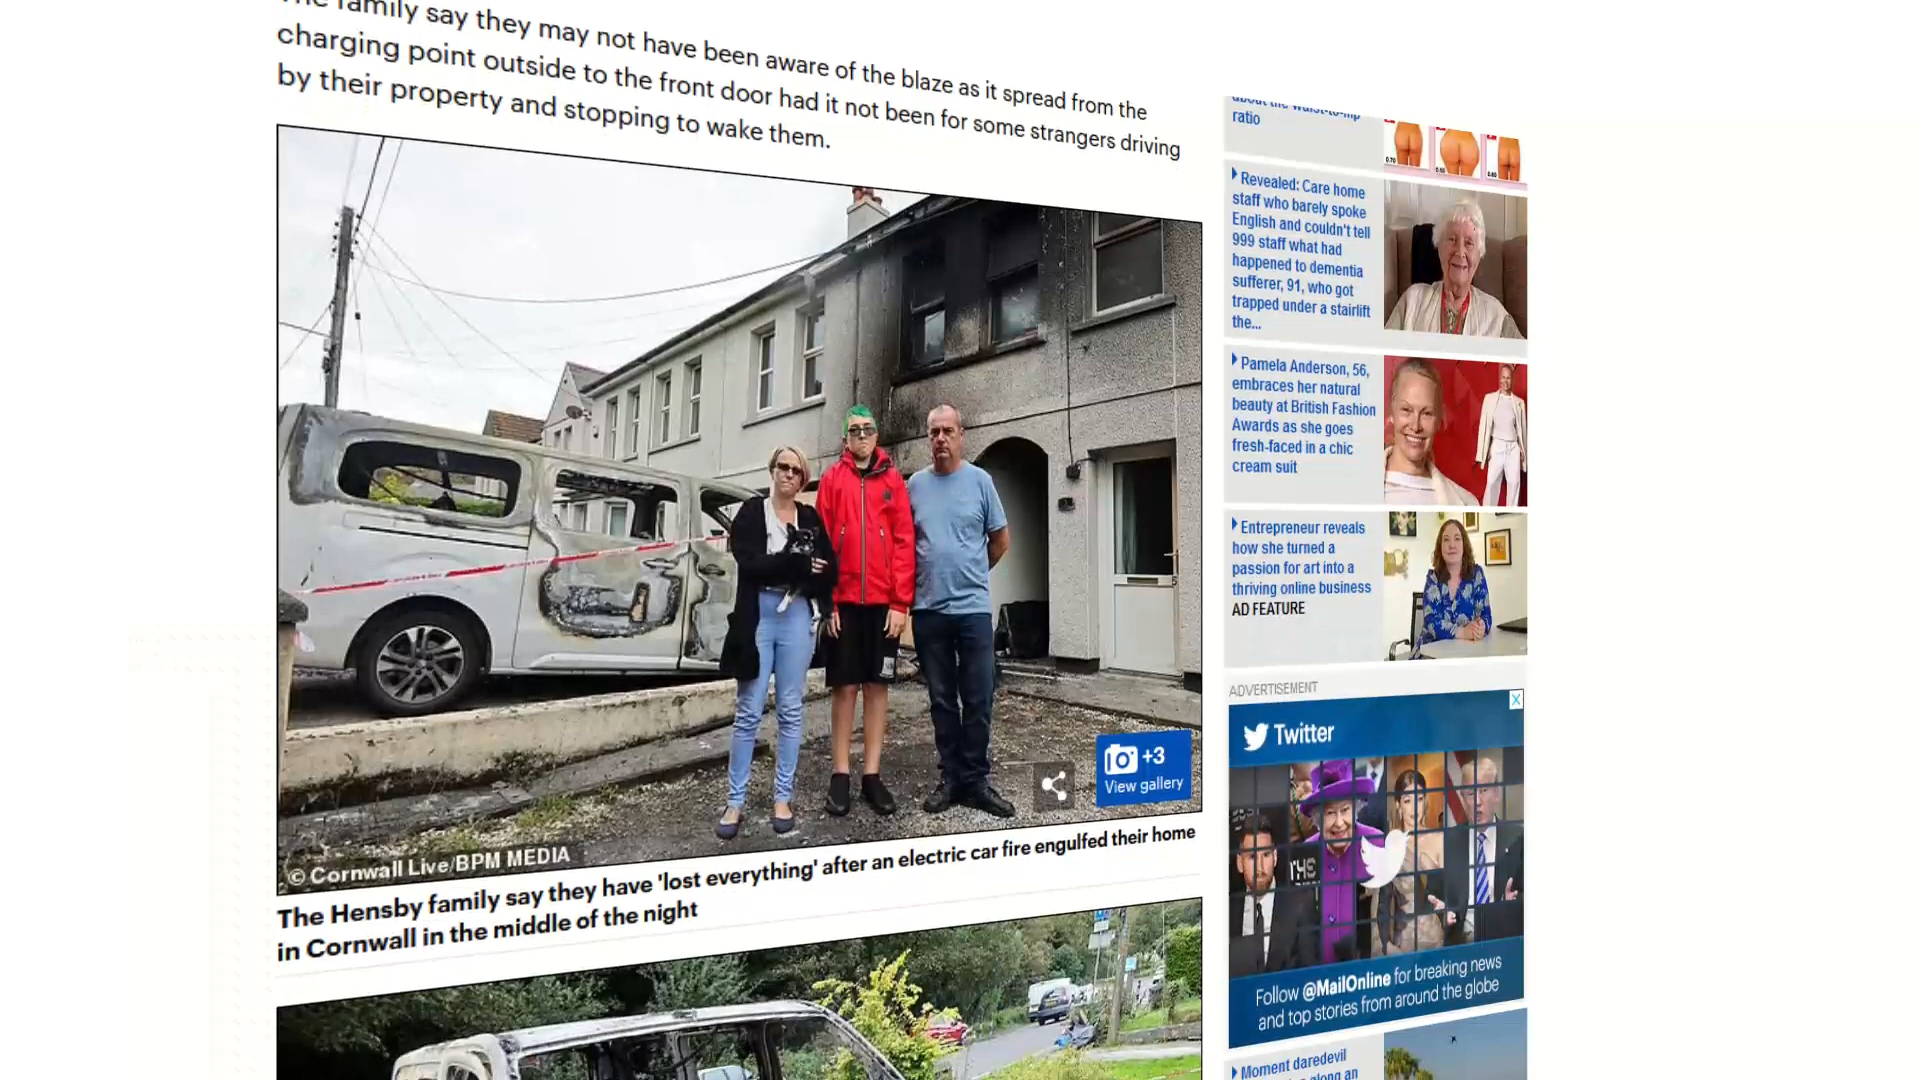 The family say they may not have been aware of the blaze as it spread from the
charging point outside to the front door had it not been for some strangers driving
by their property and stopping to wake them.
+3
View gallery
© Cornwall Live/BPM MEDIA
The Hensby family say they have 'lost everything' after an electric car fire engulfed their home
in Cornwall in the middle of the night
about the waist-to-hip
ratio
Revealed: Care home
staff who barely spoke
English and couldn't tell
999 staff what had
happened to dementia
sufferer, 91, who got
trapped under a stairlift
the...
Pamela Anderson, 56,
embraces her natural
beauty at British Fashion
Awards as she goes
fresh-faced in a chic
cream suit
Entrepreneur reveals
how she turned a
passion for art into a
thriving online business
AD FEATURE
ADVERTISEMENT
Twitter
Follow @MailOnline for breaking news
and top stories from around the globe
Moment daredevil
along an